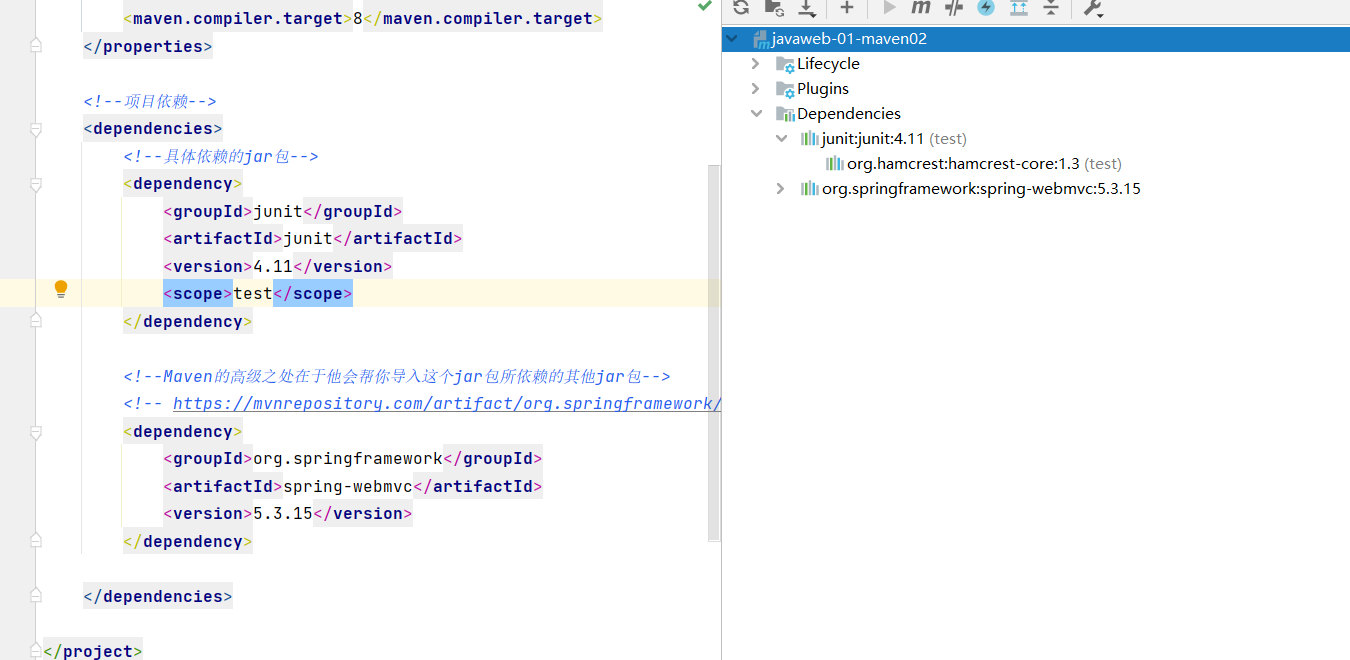 <maven.compiler.target>8</maven.compiler.target>
</properties>
<!--项目依赖-->
<dependencies>
<!--具体依赖的jar包-->
<dependency>
<groupId>junit</groupId>
<artifactId>junit</artifactId>
<version>4.11</version>
<scope>test</scope>
</dependency>
<!--Maven的高级之处在于他会帮你导入这个jar包所依赖的其他jar包-->
<!-- https://mvnrepository.com/artifact/org.springframework/
<dependency>
<groupId>org.springframework</groupId>
<artifactId>spring-webmvc</artifactId>
<version>5.3.15</version>
</dependency>
</dependencies>
</project>
m
javaweb-01-maven02
Lifecycle
Plugins
Dependencies
junit:junit:4.11 (test)
org.hamcrest:hamcrest-core:1.3 (test)
org.springframework:spring-webmvc:5.3.15